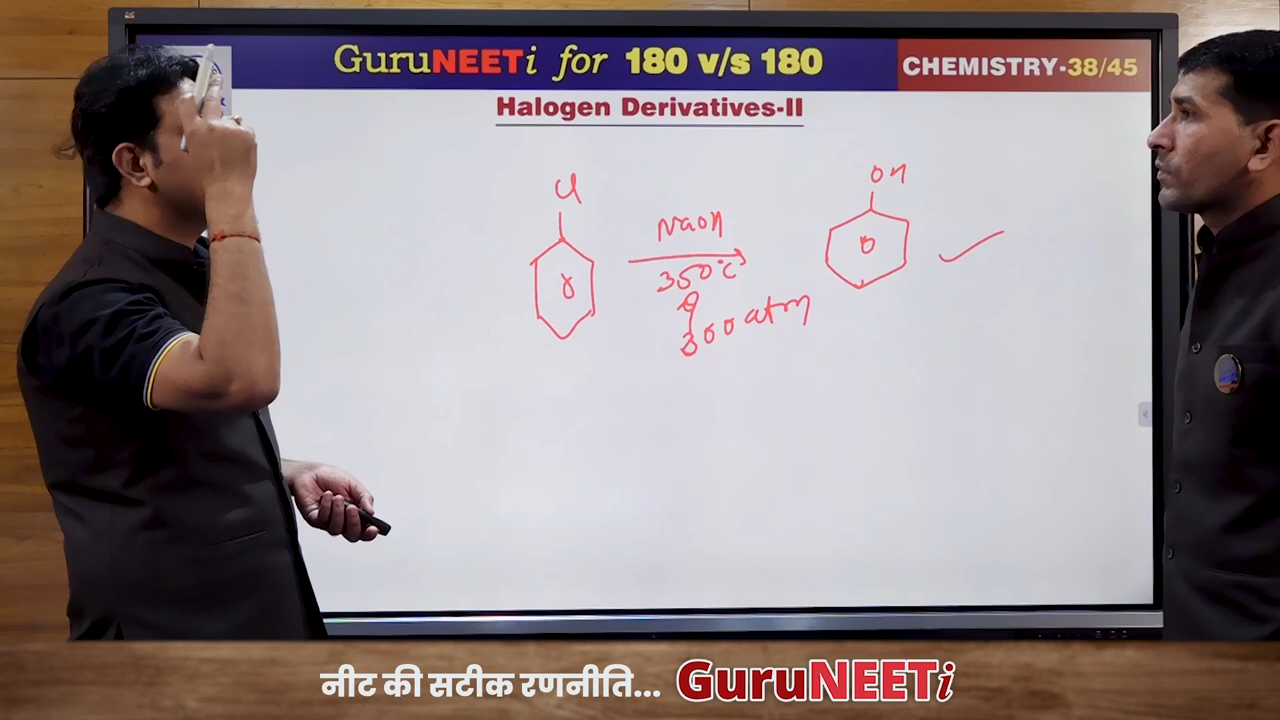 GuruNEETi for 180 v/s 180
CHEMISTRY-38/45
Halogen Derivatives-II
Cl
NaOH
350°C
300 atm
OH
नीट की सटीक रणनीति... GuruNEETi